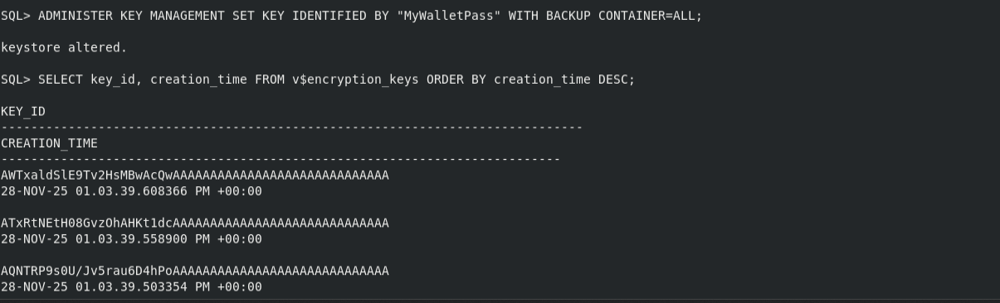 SQL> ADMINISTER KEY MANAGEMENT SET KEY IDENTIFIED BY "MyWalletPass" WITH BACKUP CONTAINER=ALL;
keystore altered.
SQL> SELECT key_id, creation_time FROM v$encryption_keys ORDER BY creation_time DESC;
KEY_ID
------------------------------------------------------------------------------
CREATION_TIME
---------------------------------------------------------------------------
AWTxaldSlE9Tv2HsMBwAcQwAAAAAAAAAAAAAAAAAAAAAAAAAAAAA
28-NOV-25 01.03.39.608366 PM +00:00
ATxRtNEtH08GvzOhAHKt1dcAAAAAAAAAAAAAAAAAAAAAAAAAAAAA
28-NOV-25 01.03.39.558900 PM +00:00
AQNTRP9s0U/Jv5rau6D4hPoAAAAAAAAAAAAAAAAAAAAAAAAAAAAA
28-NOV-25 01.03.39.503354 PM +00:00